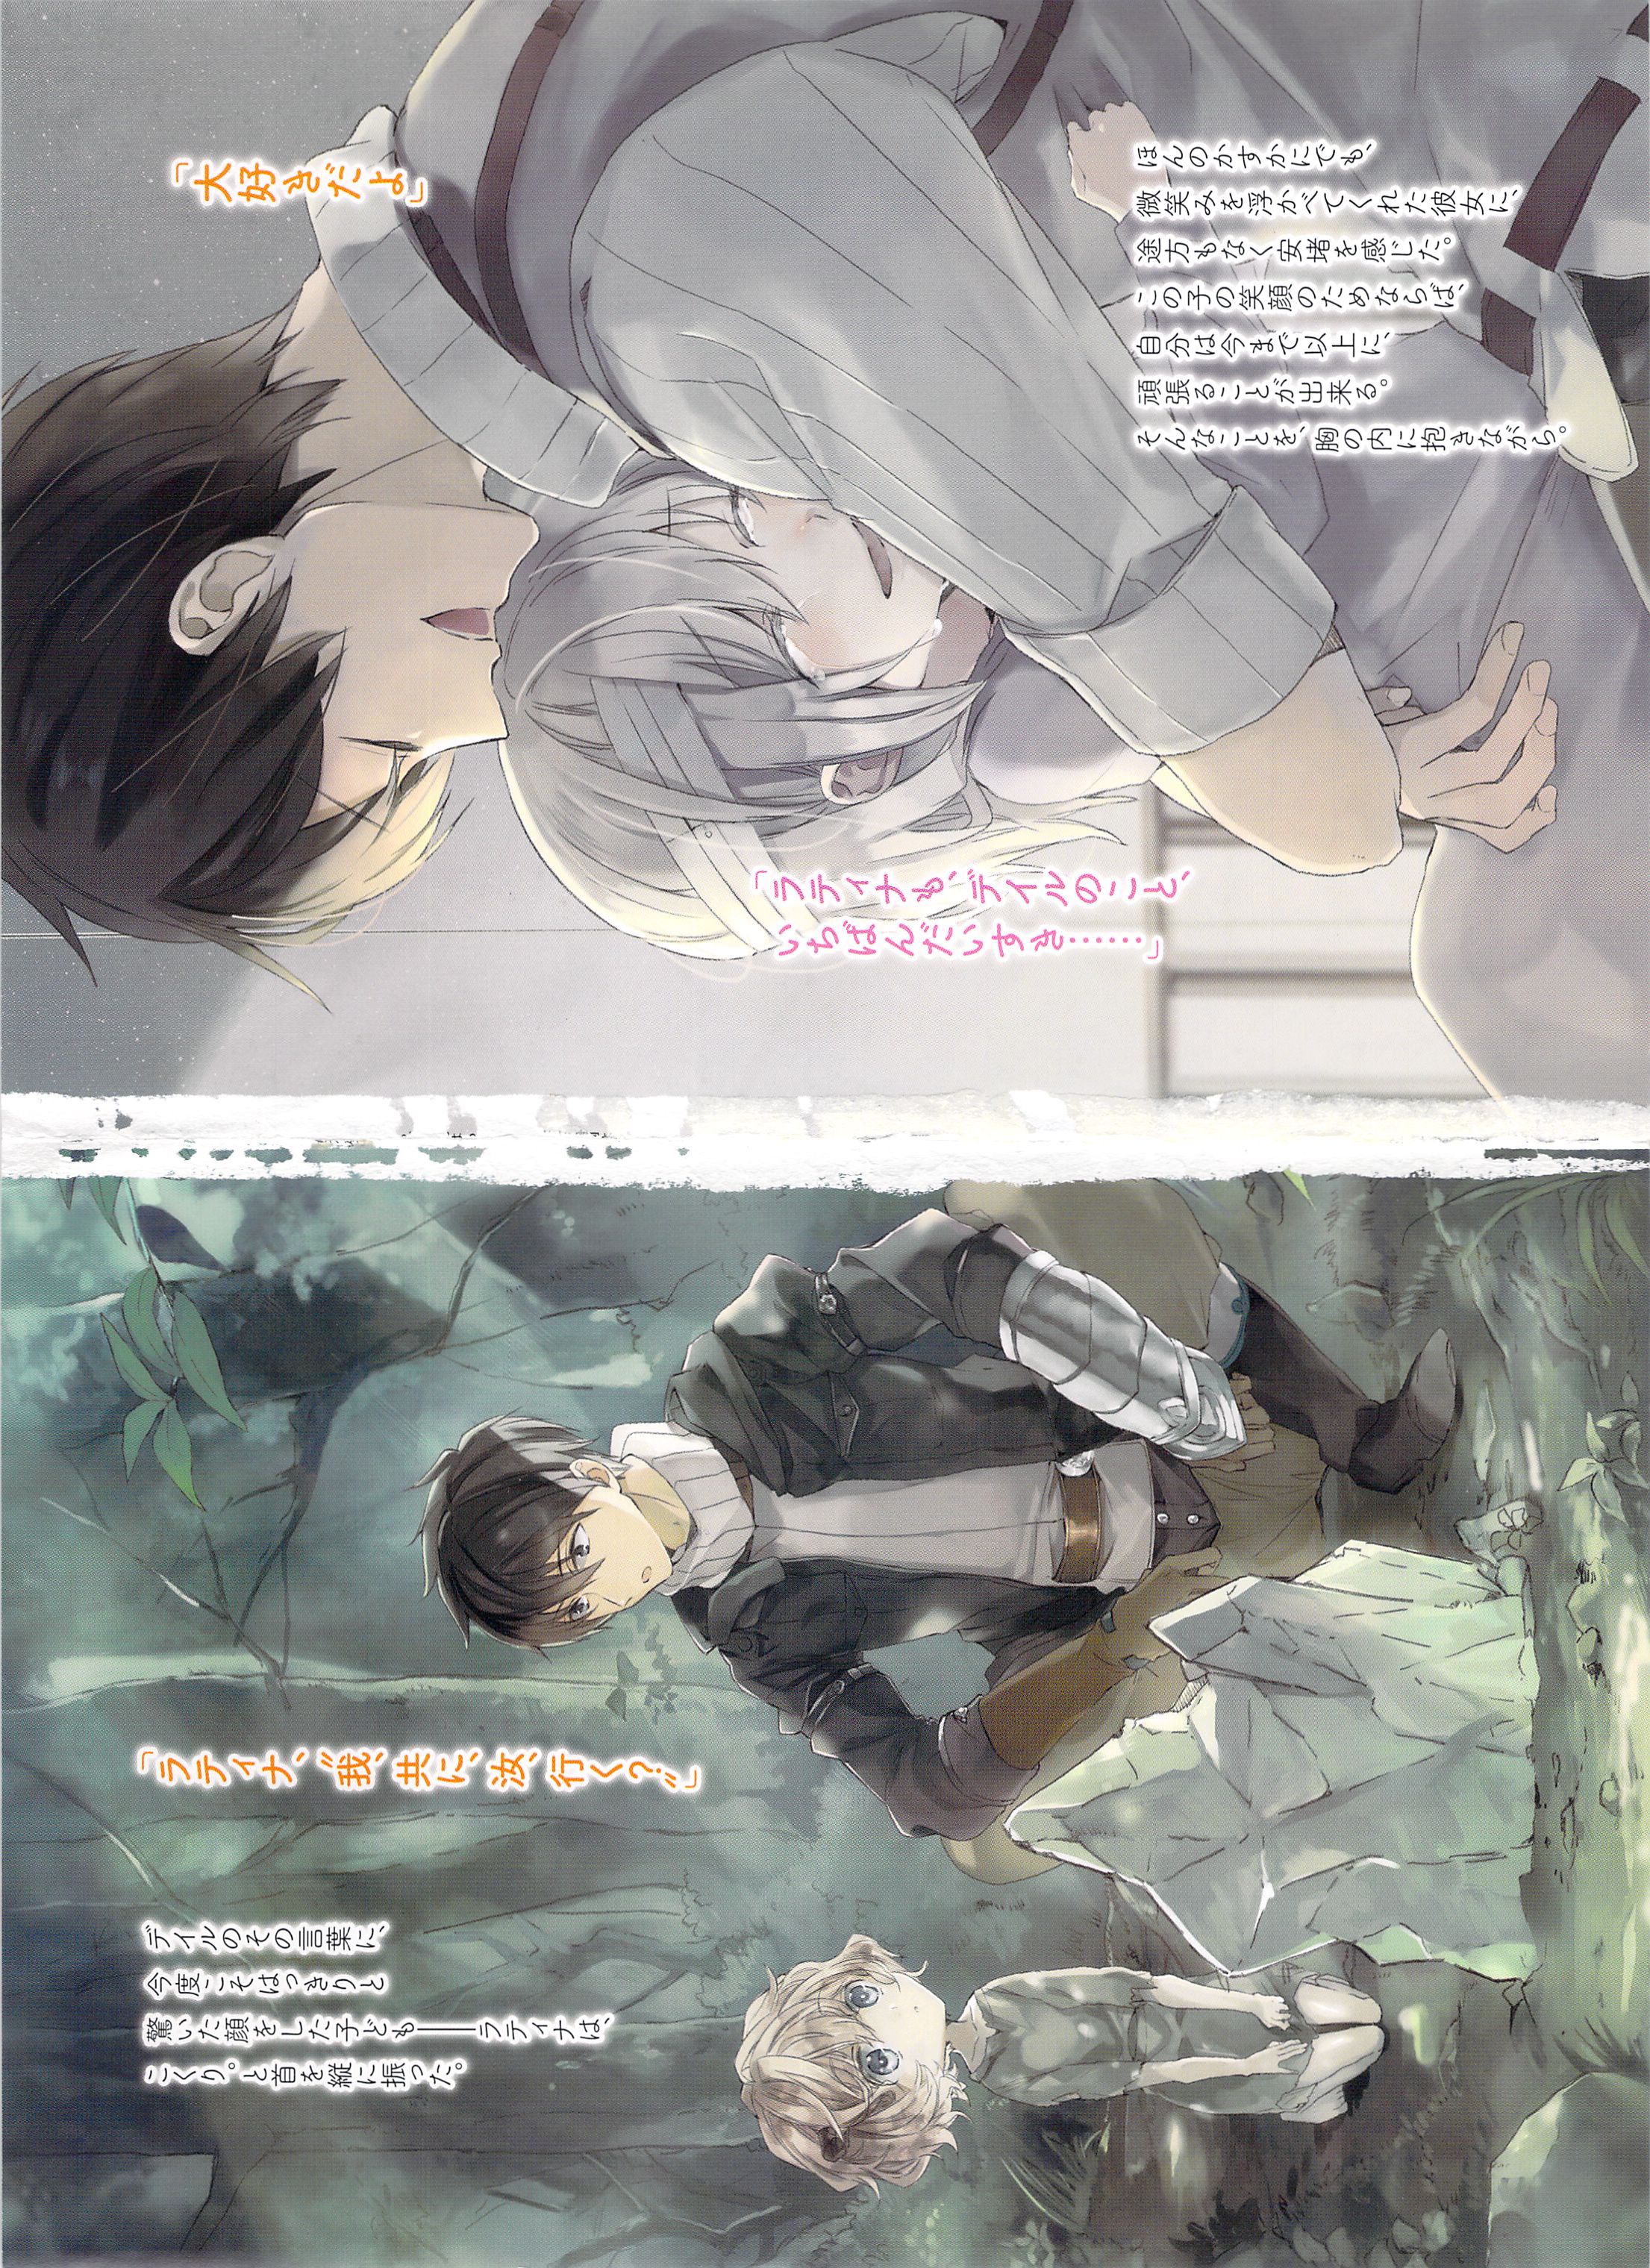 「大好きだよ」
ほんのかすかにでも、
微笑みを浮かべてくれた彼女に、
途方もなく安堵を感じた。
この子の笑顔のためならば、
自分は今まで以上に、
頑張ることが出来る。
そんなことを、胸の内に抱きながら。
「ラティナも、デイルのこと、
いちばんだいすき……」
「ラティナ、〝我、共に、汝、行く？〟」
デイルのその言葉に、
今度こそはっきりと
驚いた顔をした子ども――ラティナは、
こくり。と首を縦に振った。